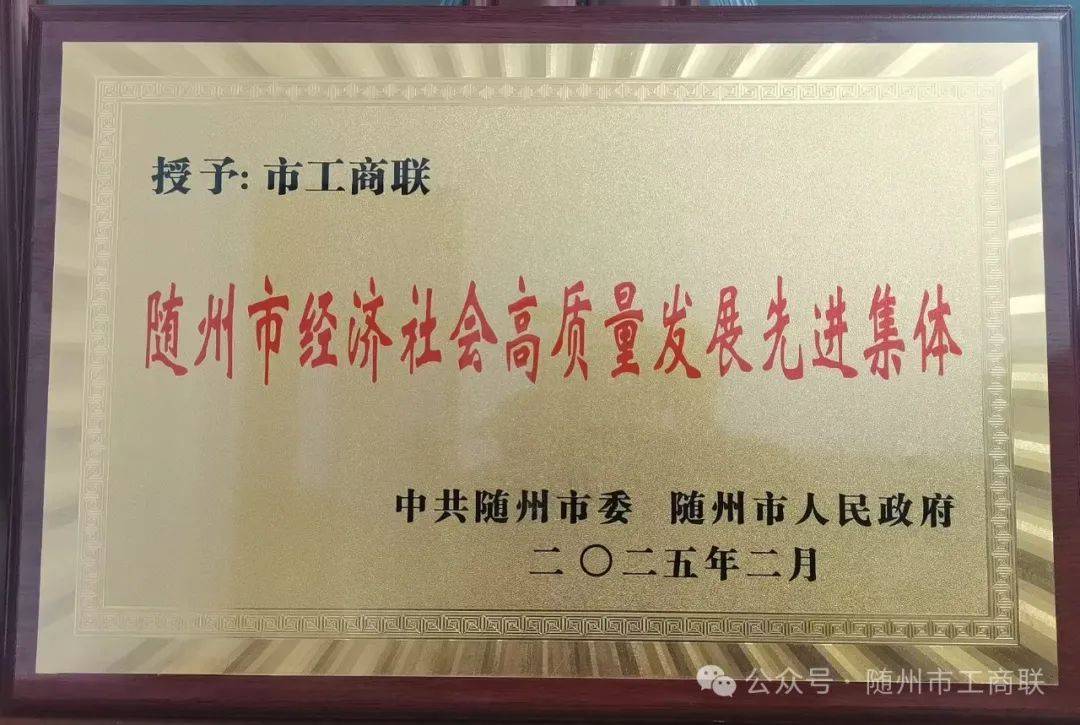 授予: 市工商联
随州市经济社会高质量发展先进集体
中共随州市委 随州市人民政府
二〇二五年二月
公众号 · 随州市工商联